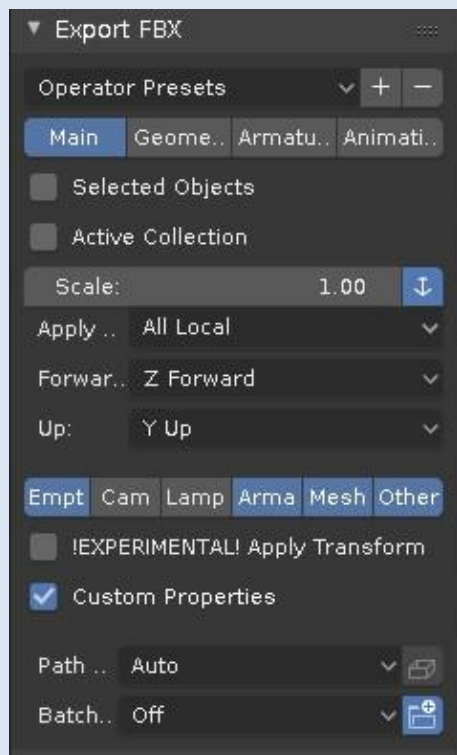 Export FBX
Operator Presets
Main Geome.. Armatu.. Animati..
Selected Objects
Active Collection
Scale: 1.00
Apply .. All Local
Forwar.. Z Forward
Up: Y Up
Empt Cam Lamp Arma Mesh Other
!EXPERIMENTAL! Apply Transform
Custom Properties
Path .. Auto
Batch.. Off